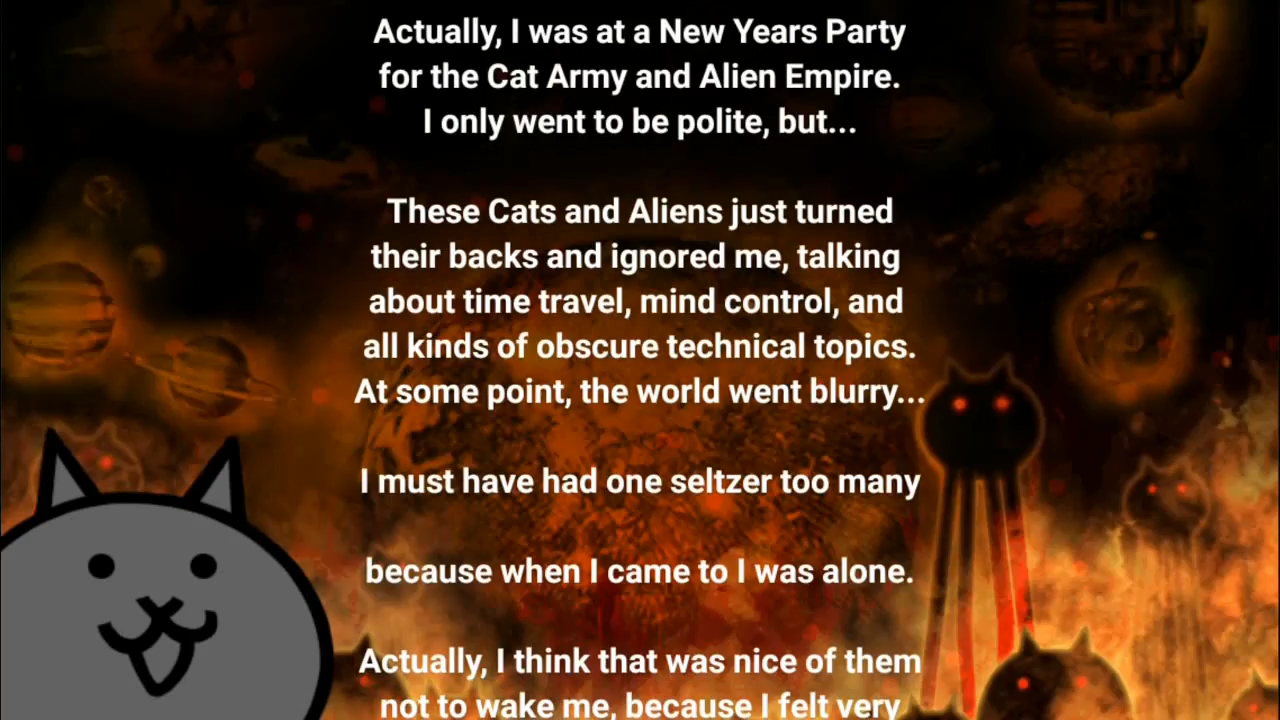 Actually, I was at a New Years Party
for the Cat Army and Alien Empire.
I only went to be polite, but...
These Cats and Aliens just turned
their backs and ignored me, talking
about time travel, mind control, and
all kinds of obscure technical topics.
At some point, the world went blurry...
I must have had one seltzer too many
because when I came to I was alone.
Actually, I think that was nice of them
not to wake me, because I felt very